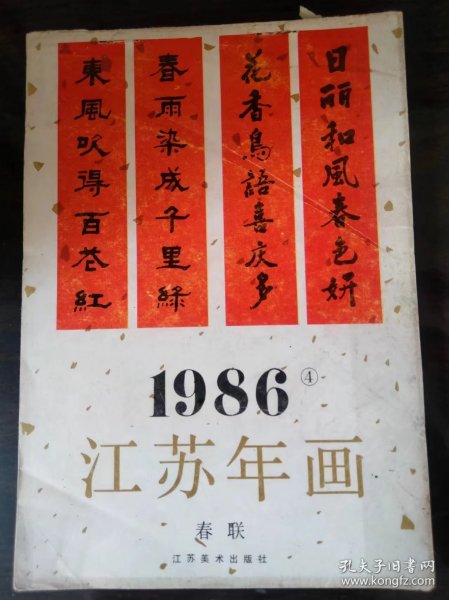 日丽和風春色妍
花香鳥語喜庆多
春雨染成千里綠
東風吹得百花紅
1986④
江苏年画
春联
江苏美术出版社
孔夫子旧书网
www.kongfz.com